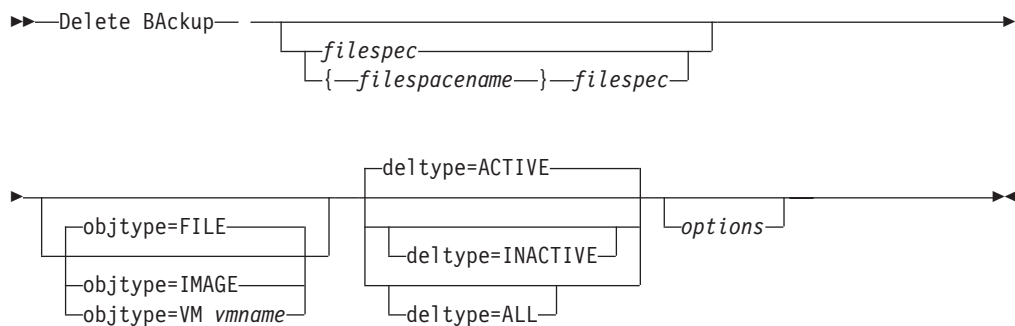 Delete BAckup
filespec
{ filespacename } filespec
deltype=ACTIVE
objtype=FILE
options
deltype=INACTIVE
objtype=IMAGE
objtype=VM vmname
deltype=ALL